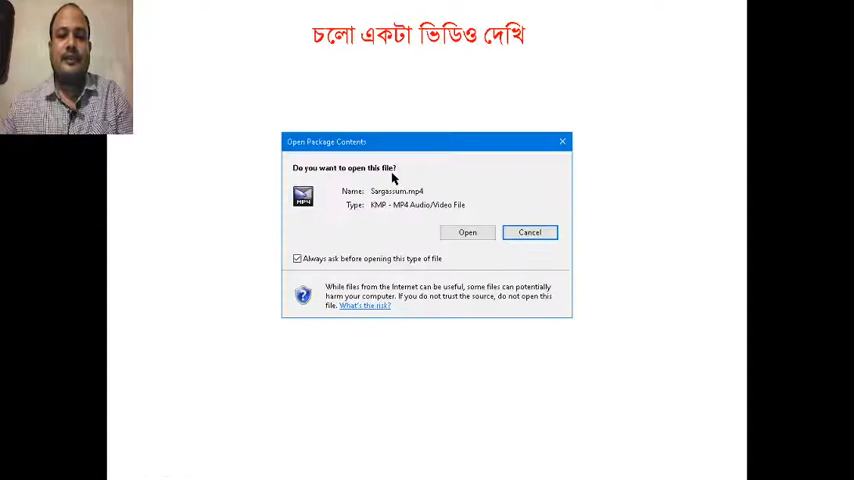 চলো একটা ভিডিও দেখি
Open Package Contents
Do you want to open this file?
MP4
Name: Sargassum.mp4
Type: KMP - MP4 Audio/Video File
Open Cancel
Always ask before opening this type of file
While files from the Internet can be useful, some files can potentially
harm your computer. If you do not trust the source, do not open this
file. What's the risk?